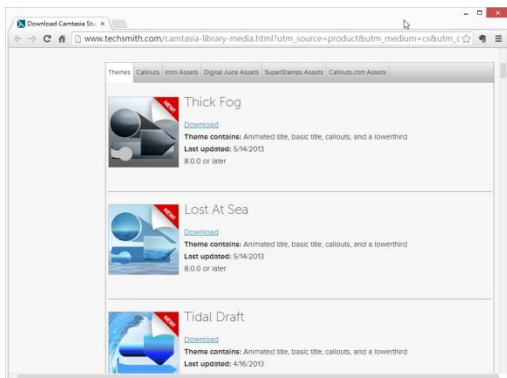 Download Camtasia Stu
www.techsmith.com/camtasia-library-media.html?utm_source=product&utm_medium=cs&utm_c
Themes Callouts Intro Assets Digital Juice Assets SuperStamps Assets Callouts.com Assets
NEW!
Thick Fog
Download
Theme contains: Animated title, basic title, callouts, and a lowerthird
Last updated: 5/14/2013
8.0.0 or later
NEW!
Lost At Sea
Download
Theme contains: Animated title, basic title, callouts, and a lowerthird
Last updated: 5/14/2013
8.0.0 or later
NEW!
Tidal Draft
Download
Theme contains: Animated title, basic title, callouts, and a lowerthird
Last updated: 4/16/2013